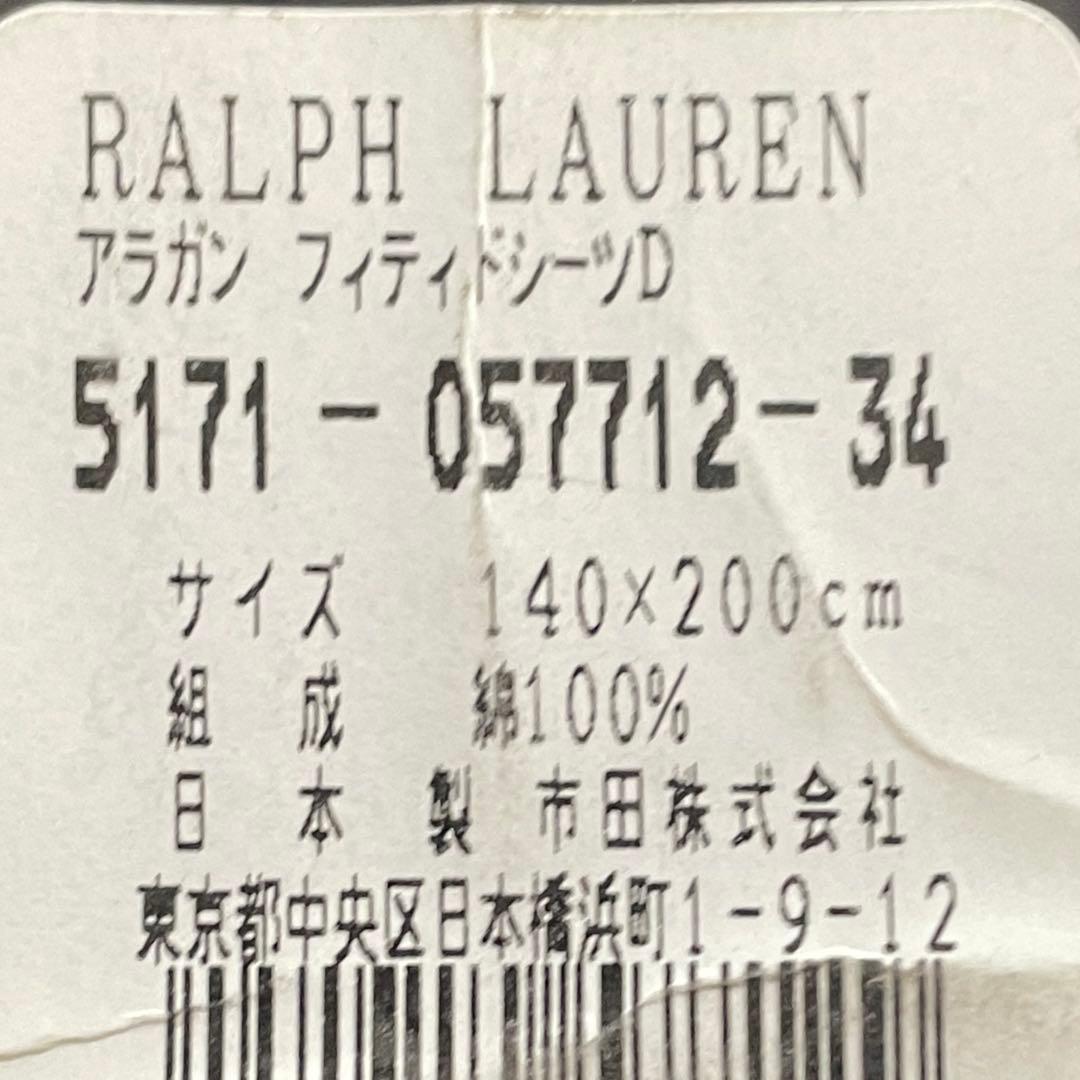 RALPH LAUREN
アラガン フィティドシーツD
5171-057712-34
サイズ 140×200cm
組成 綿100%
日本製 市田株式会社
東京都中央区日本橋浜町1-9-12